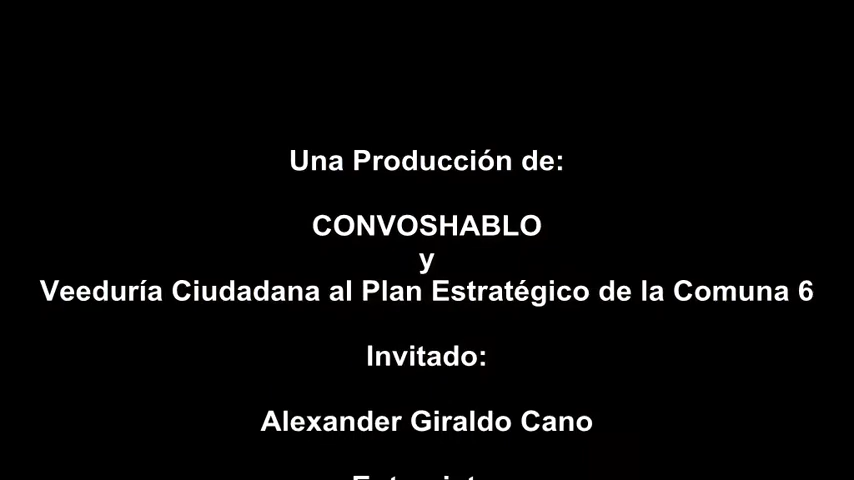 Una Producción de:
CONVOSHABLO
y
Veeduría Ciudadana al Plan Estratégico de la Comuna 6
Invitado:
Alexander Giraldo Cano